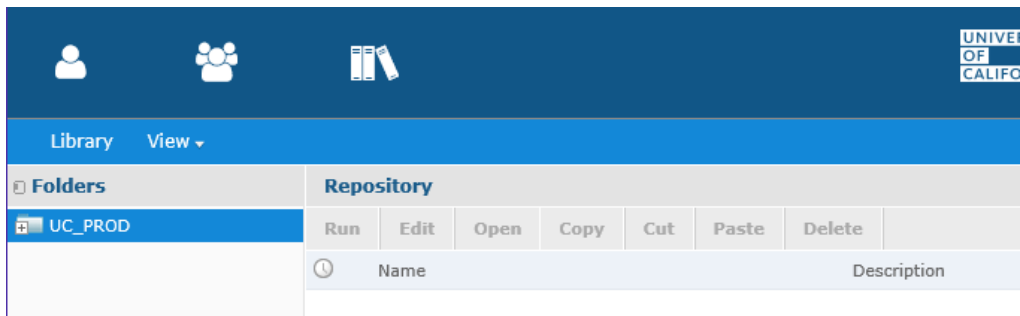 UNIVER
OF
CALIFO
Library View
Folders
Repository
UC_PROD
Run Edit Open Copy Cut Paste Delete
Name Description